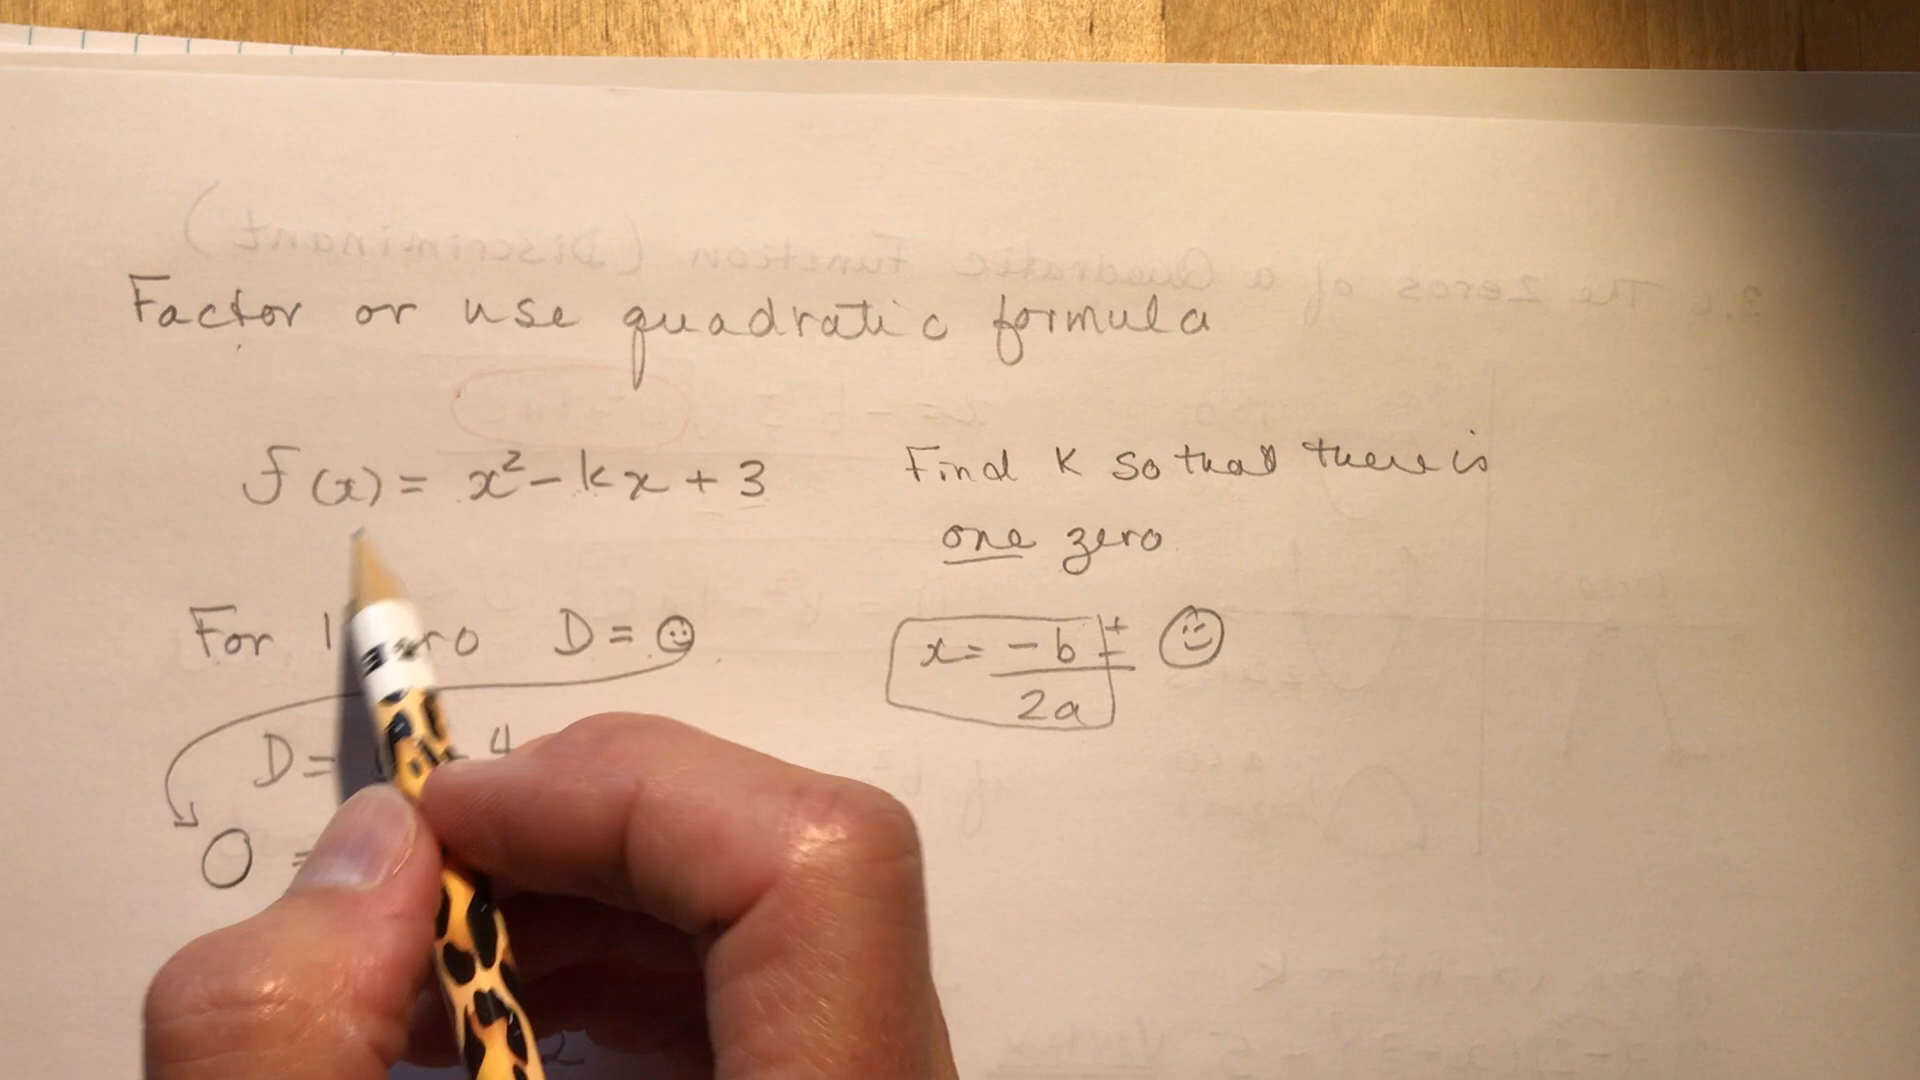 Factor or use quadratic formula
f(x) = x² - kx + 3
Find K so that there is
one zero
For 1 D = ☺
x = -b ± ☺
2a
D = 4
0 =